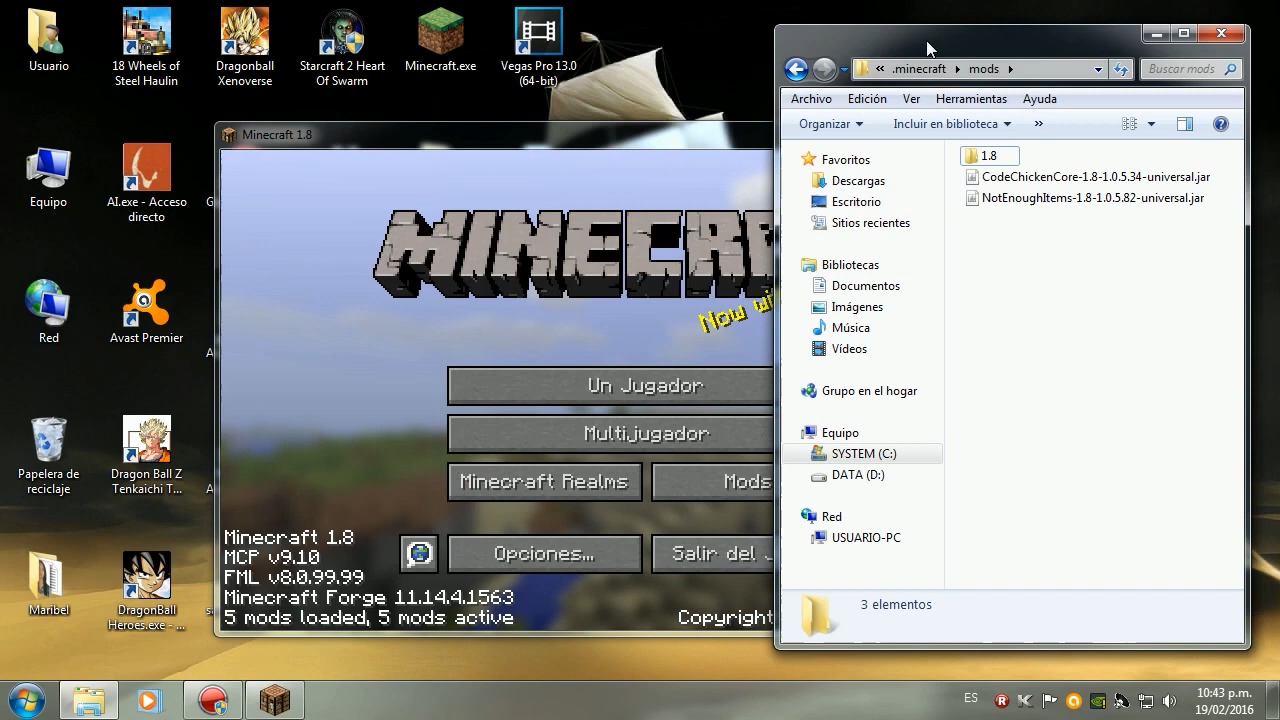 Usuario
18 Wheels of
Steel Haulin
Dragonball
Xenoverse
Starcraft 2 Heart
Of Swarm
Minecraft.exe
Vegas Pro 13.0
(64-bit)
Equipo
AI.exe - Acceso
directo
Red
Avast Premier
Papelera de
reciclaje
Dragon Ball Z
Tenkaichi T...
Maribel
DragonBall
Heroes.exe - ...
Minecraft 1.8
MINECRA
Now wi
Un Jugador
Multijugador
Minecraft Realms
Mods
Opciones...
Salir del J
Minecraft 1.8
MCP v9.10
FML v8.0.99.99
Minecraft Forge 11.14.4.1563
5 mods loaded, 5 mods active
Copyright
« .minecraft ▸ mods ▸
Buscar mods
Archivo Edición Ver Herramientas Ayuda
Organizar Incluir en biblioteca »
Favoritos
Descargas
Escritorio
Sitios recientes
Bibliotecas
Documentos
Imágenes
Música
Vídeos
Grupo en el hogar
Equipo
SYSTEM (C:)
DATA (D:)
Red
USUARIO-PC
1.8
CodeChickenCore-1.8-1.0.5.34-universal.jar
NotEnoughItems-1.8-1.0.5.82-universal.jar
3 elementos
ES
10:43 p.m.
19/02/2016